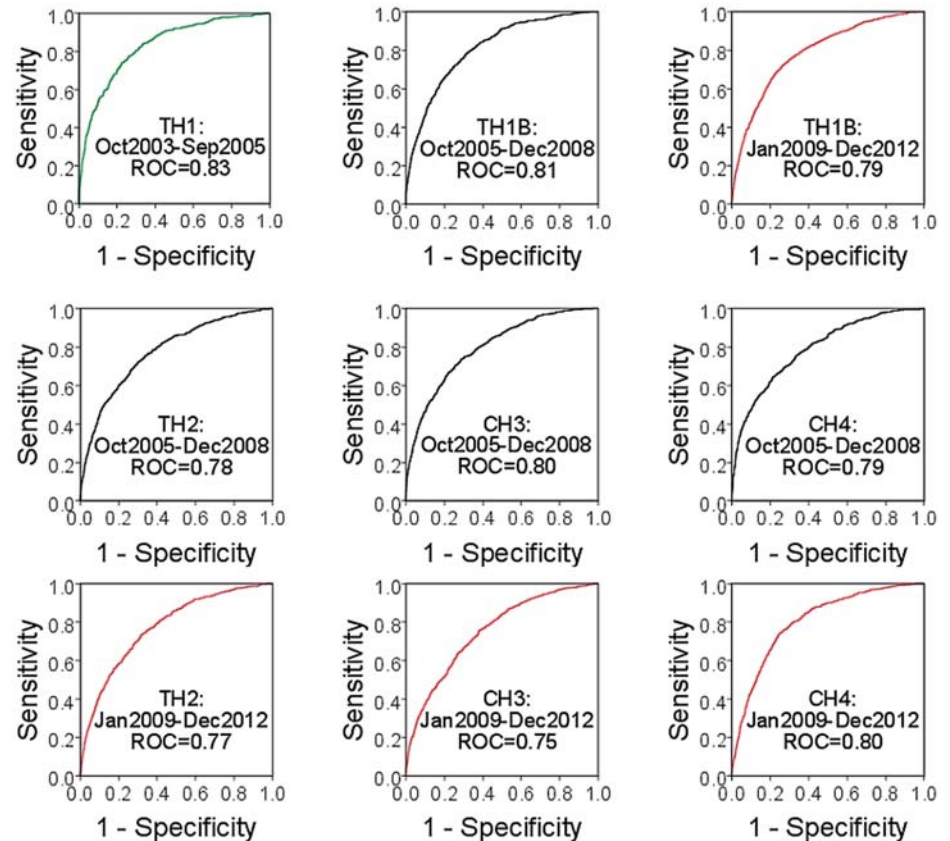 Sensitivity
1.0
0.8
0.6
0.4
0.2
0.0
TH1:
Oct2003-Sep2005
ROC=0.83
0.0 0.2 0.4 0.6 0.8 1.0
1 - Specificity
Sensitivity
1.0
0.8
0.6
0.4
0.2
0.0
TH1B:
Oct2005-Dec2008
ROC=0.81
0.0 0.2 0.4 0.6 0.8 1.0
1 - Specificity
Sensitivity
1.0
0.8
0.6
0.4
0.2
0.0
TH1B:
Jan2009-Dec2012
ROC=0.79
0.0 0.2 0.4 0.6 0.8 1.0
1 - Specificity
Sensitivity
1.0
0.8
0.6
0.4
0.2
0.0
TH2:
Oct2005-Dec2008
ROC=0.78
0.0 0.2 0.4 0.6 0.8 1.0
1 - Specificity
Sensitivity
1.0
0.8
0.6
0.4
0.2
0.0
CH3:
Oct2005-Dec2008
ROC=0.80
0.0 0.2 0.4 0.6 0.8 1.0
1 - Specificity
Sensitivity
1.0
0.8
0.6
0.4
0.2
0.0
CH4:
Oct2005-Dec2008
ROC=0.79
0.0 0.2 0.4 0.6 0.8 1.0
1 - Specificity
Sensitivity
1.0
0.8
0.6
0.4
0.2
0.0
TH2:
Jan2009-Dec2012
ROC=0.77
0.0 0.2 0.4 0.6 0.8 1.0
1 - Specificity
Sensitivity
1.0
0.8
0.6
0.4
0.2
0.0
CH3:
Jan2009-Dec2012
ROC=0.75
0.0 0.2 0.4 0.6 0.8 1.0
1 - Specificity
Sensitivity
1.0
0.8
0.6
0.4
0.2
0.0
CH4:
Jan2009-Dec2012
ROC=0.80
0.0 0.2 0.4 0.6 0.8 1.0
1 - Specificity